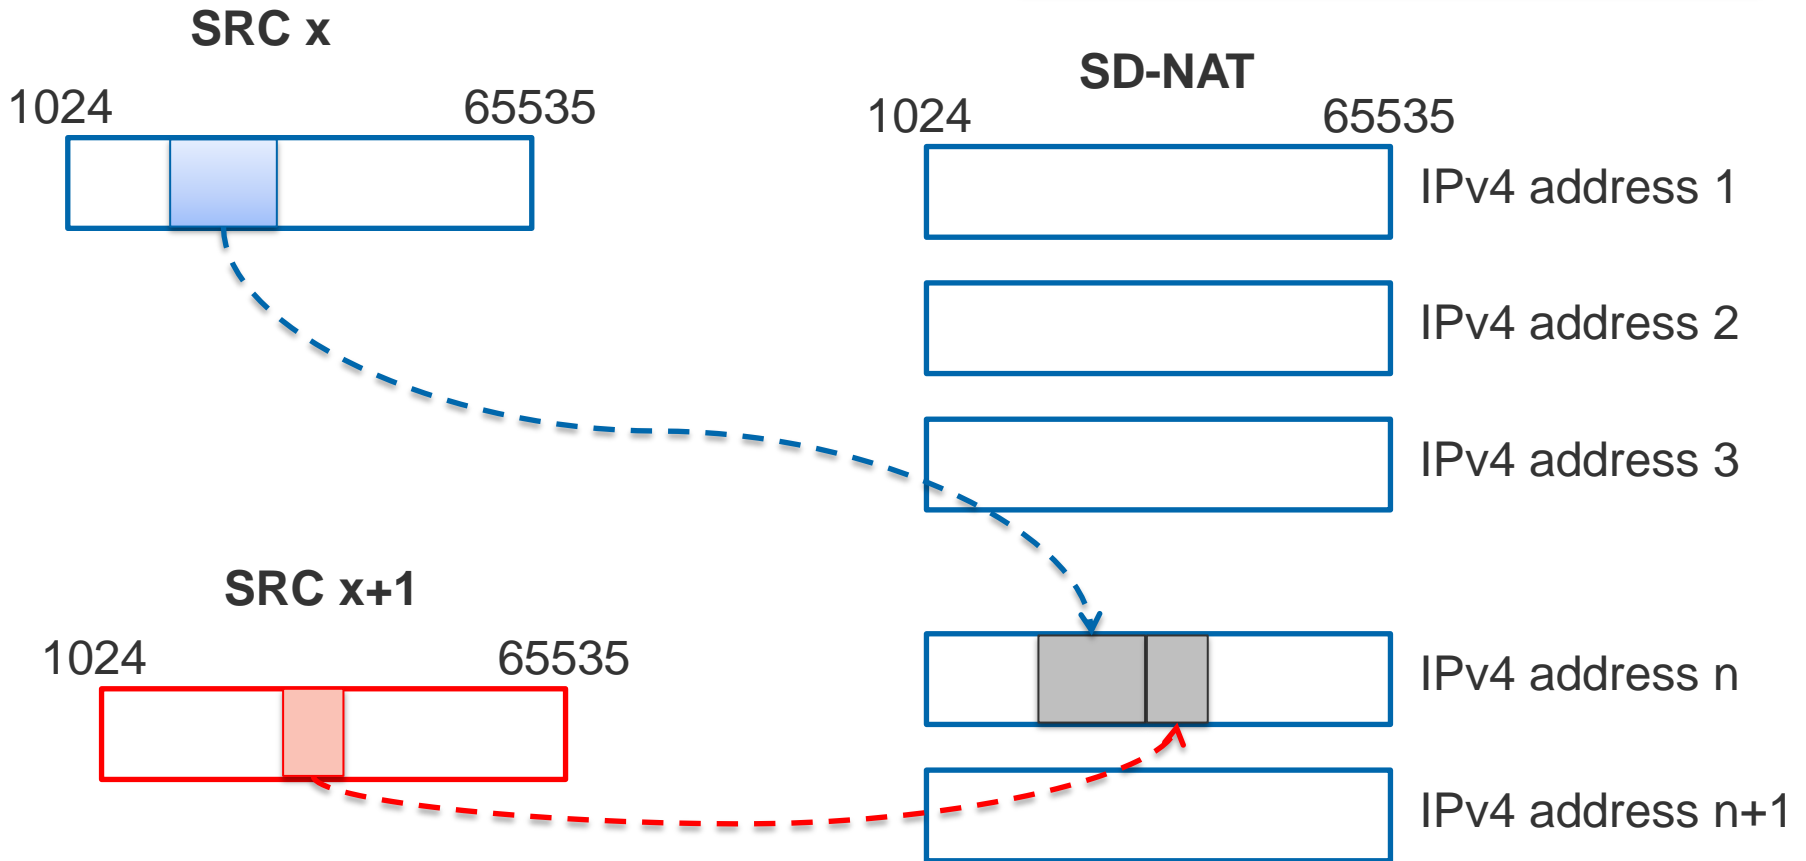 SRC x
1024 65535
SD-NAT
1024 65535
IPv4 address 1
IPv4 address 2
IPv4 address 3
SRC x+1
1024 65535
IPv4 address n
IPv4 address n+1